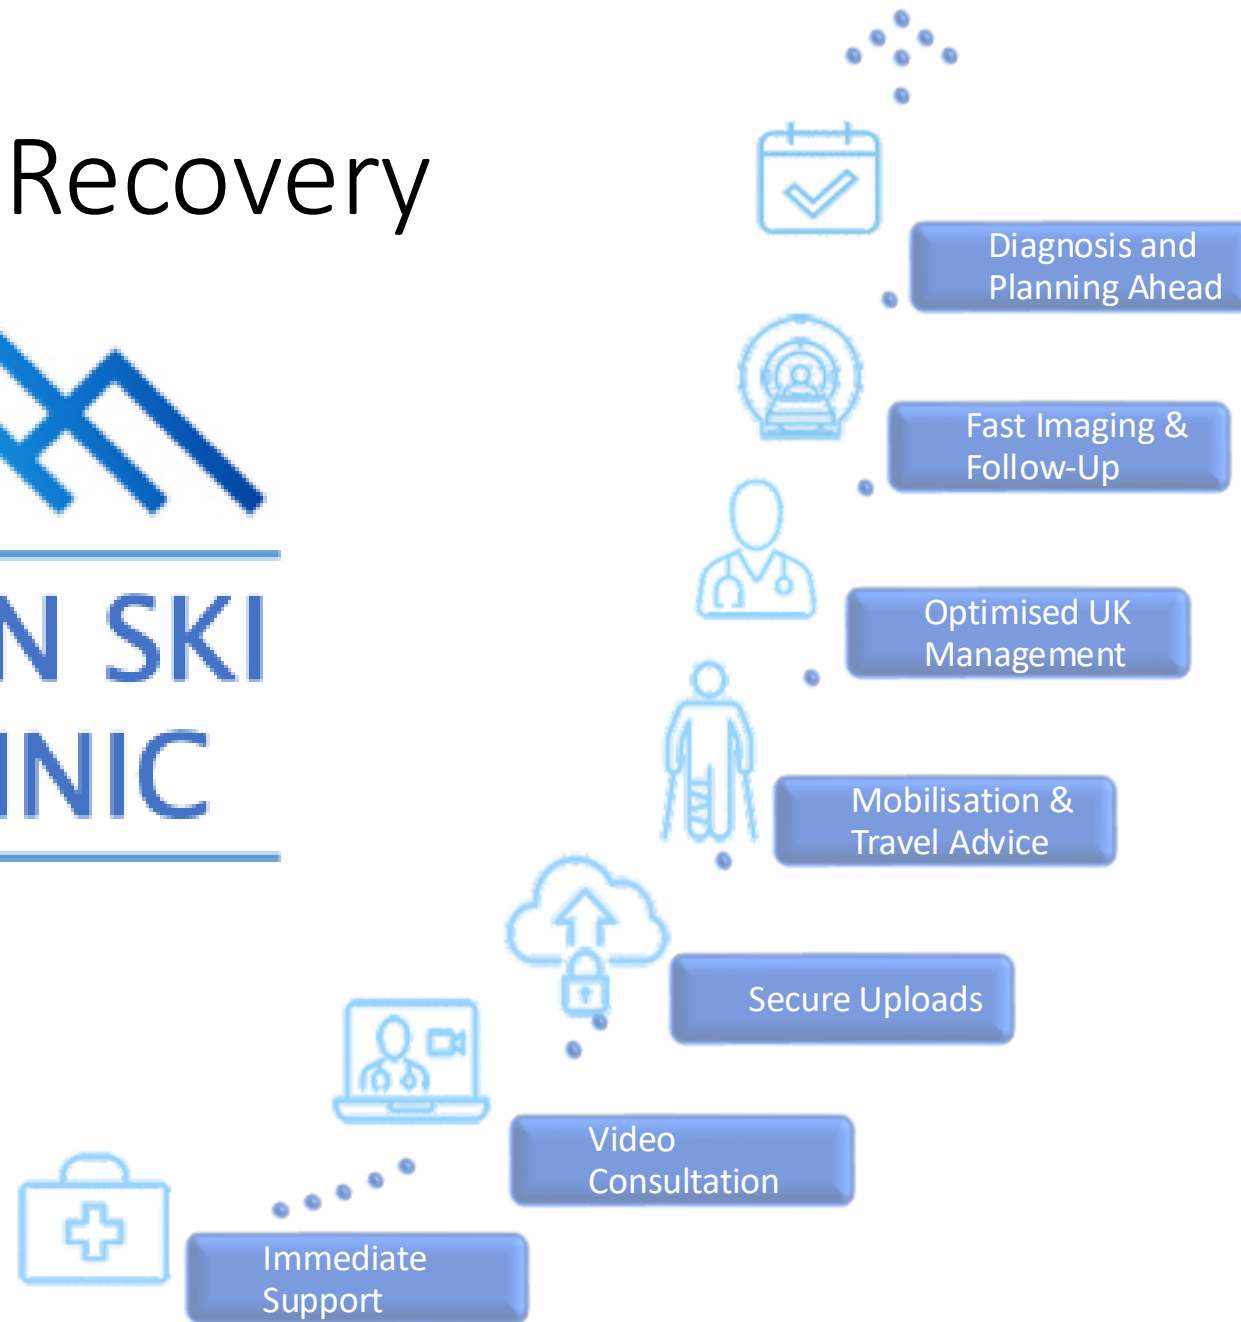 Recovery
N SKI
INIC
Diagnosis and
Planning Ahead
Fast Imaging &
Follow-Up
Optimised UK
Management
Mobilisation &
Travel Advice
Secure Uploads
Video
Consultation
Immediate
Support